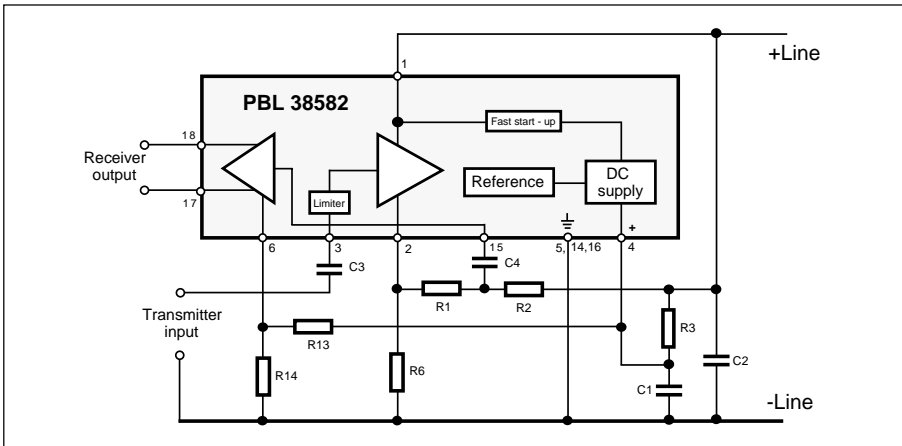 +Line
1
PBL 38582
Fast start - up
18
Receiver
output
17
Reference
DC
supply
Limiter
+
6
3
2
15
5, 14,16
4
C3
C4
R1
R2
R3
Transmitter
input
R13
R14
R6
C1
C2
-Line